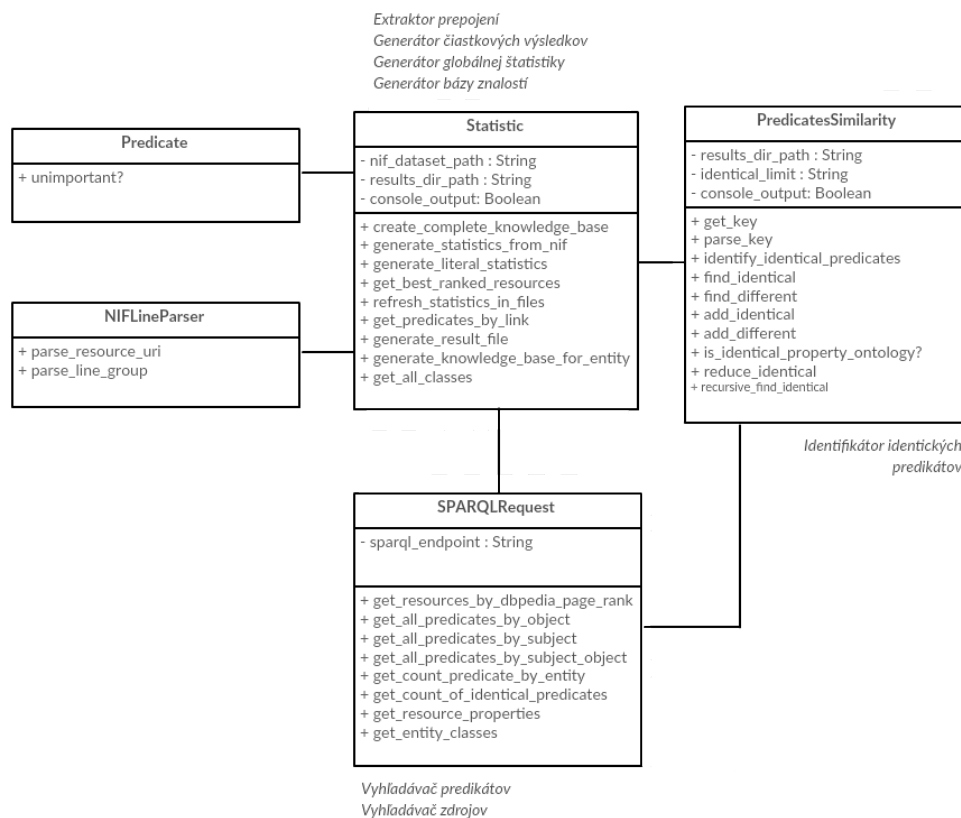 Extraktor prepojení
Generátor čiastkových výsledkov
Generátor globálnej štatistiky
Generátor bázy znalostí
Predicate
+ unimportant?
NIFLineParser
+ parse_resource_uri
+ parse_line_group
Statistic
- nif_dataset_path : String
- results_dir_path : String
- console_output: Boolean
+ create_complete_knowledge_base
+ generate_statistics_from_nif
+ generate_literal_statistics
+ get_best_ranked_resources
+ refresh_statistics_in_files
+ get_predicates_by_link
+ generate_result_file
+ generate_knowledge_base_for_entity
+ get_all_classes
PredicatesSimilarity
- results_dir_path : String
- identical_limit : String
- console_output: Boolean
+ get_key
+ parse_key
+ identify_identical_predicates
+ find_identical
+ find_different
+ add_identical
+ add_different
+ is_identical_property_ontology?
+ reduce_identical
+ recursive_find_identical
Identifikátor identických
predikátov
SPARQLRequest
- sparql_endpoint : String
+ get_resources_by_dbpedia_page_rank
+ get_all_predicates_by_object
+ get_all_predicates_by_subject
+ get_all_predicates_by_subject_object
+ get_count_predicate_by_entity
+ get_count_of_identical_predicates
+ get_resource_properties
+ get_entity_classes
Vyhľadávač predikátov
Vyhľadávač zdrojov